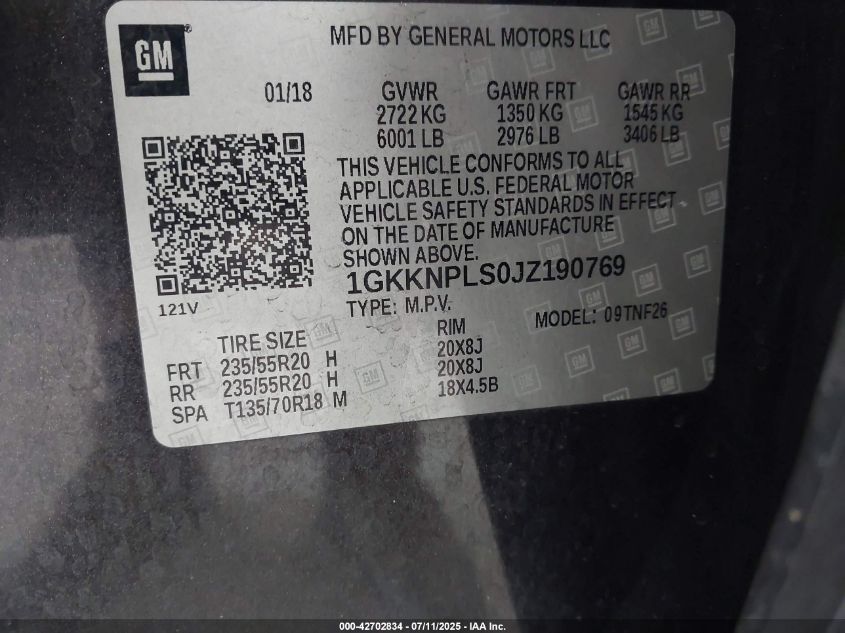 GM
MFD BY GENERAL MOTORS LLC
01/18 GVWR GAWR FRT GAWR RR
2722 KG 1350 KG 1545 KG
6001 LB 2976 LB 3406 LB
THIS VEHICLE CONFORMS TO ALL
APPLICABLE U.S. FEDERAL MOTOR
VEHICLE SAFETY STANDARDS IN EFFECT
ON THE DATE OF MANUFACTURE
SHOWN ABOVE.
1GKKNPLS0JZ190769
121V
TYPE: M.P.V. MODEL: 09TNF26
TIRE SIZE RIM
FRT 235/55R20 H 20X8J
RR 235/55R20 H 20X8J
SPA T135/70R18 M 18X4.5B
000-42702834 - 07/11/2025 - IAA Inc.